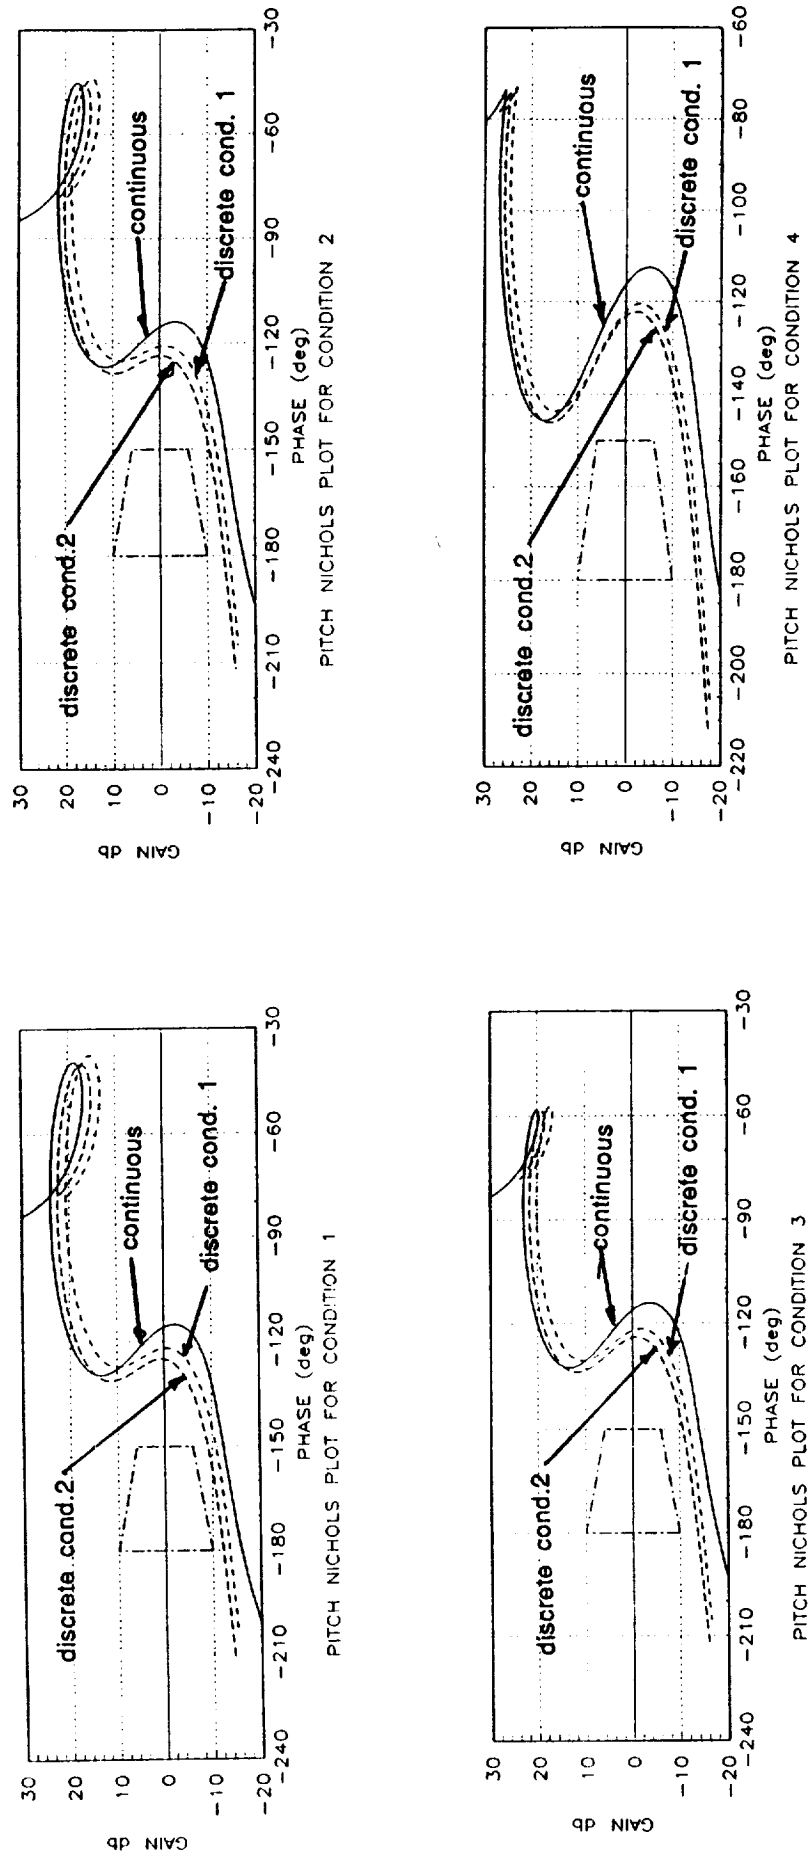 30
20
10
0
-10
-20
GAIN db
-240
-210
-180
-150
-120
-90
-60
-30
PHASE (deg)
discrete cond.2
continuous
discrete cond. 1
PITCH NICHOLS PLOT FOR CONDITION 1
30
20
10
0
-10
-20
GAIN db
-240
-210
-180
-150
-120
-90
-60
-30
PHASE (deg)
discrete cond.2
continuous
discrete cond. 1
PITCH NICHOLS PLOT FOR CONDITION 2
30
20
10
0
-10
-20
GAIN db
-240
-210
-180
-150
-120
-90
-60
-30
PHASE (deg)
discrete cond.2
continuous
discrete cond. 1
PITCH NICHOLS PLOT FOR CONDITION 3
30
20
10
0
-10
-20
GAIN db
-220
-200
-180
-160
-140
-120
-100
-80
-60
PHASE (deg)
discrete cond.2
continuous
discrete cond. 1
PITCH NICHOLS PLOT FOR CONDITION 4